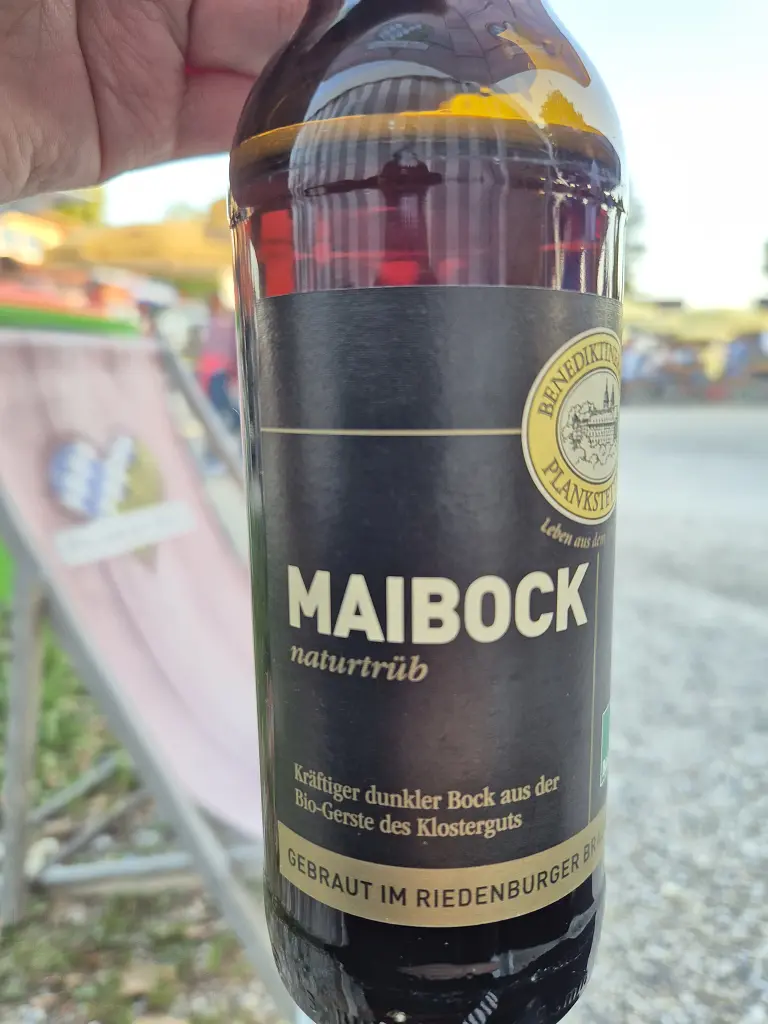 BENEDIKTINE
PLANKSTE
Leben aus dem
MAIBOCK
naturtrüb
Kräftiger dunkler Bock aus der
Bio-Gerste des Klosterguts
GEBRAUT IM RIEDENBURGER BRA